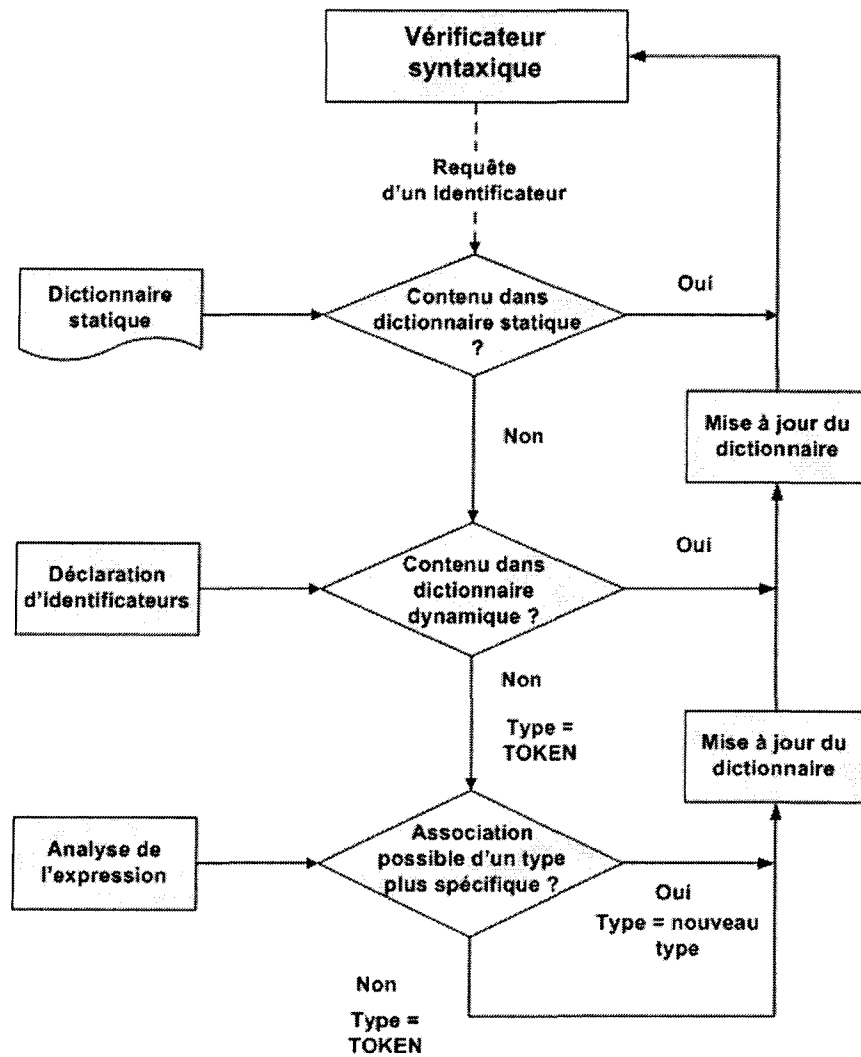 Vérificateur
syntaxique
Requête
d'un Identificateur
Dictionnaire
statique
Contenu dans
dictionnaire statique
?
Oui
Non
Mise à jour du
dictionnaire
Déclaration
d'identificateurs
Contenu dans
dictionnaire
dynamique ?
Oui
Non
Type =
TOKEN
Mise à jour du
dictionnaire
Analyse de
l'expression
Association
possible d'un type
plus spécifique ?
Oui
Type = nouveau
type
Non
Type =
TOKEN